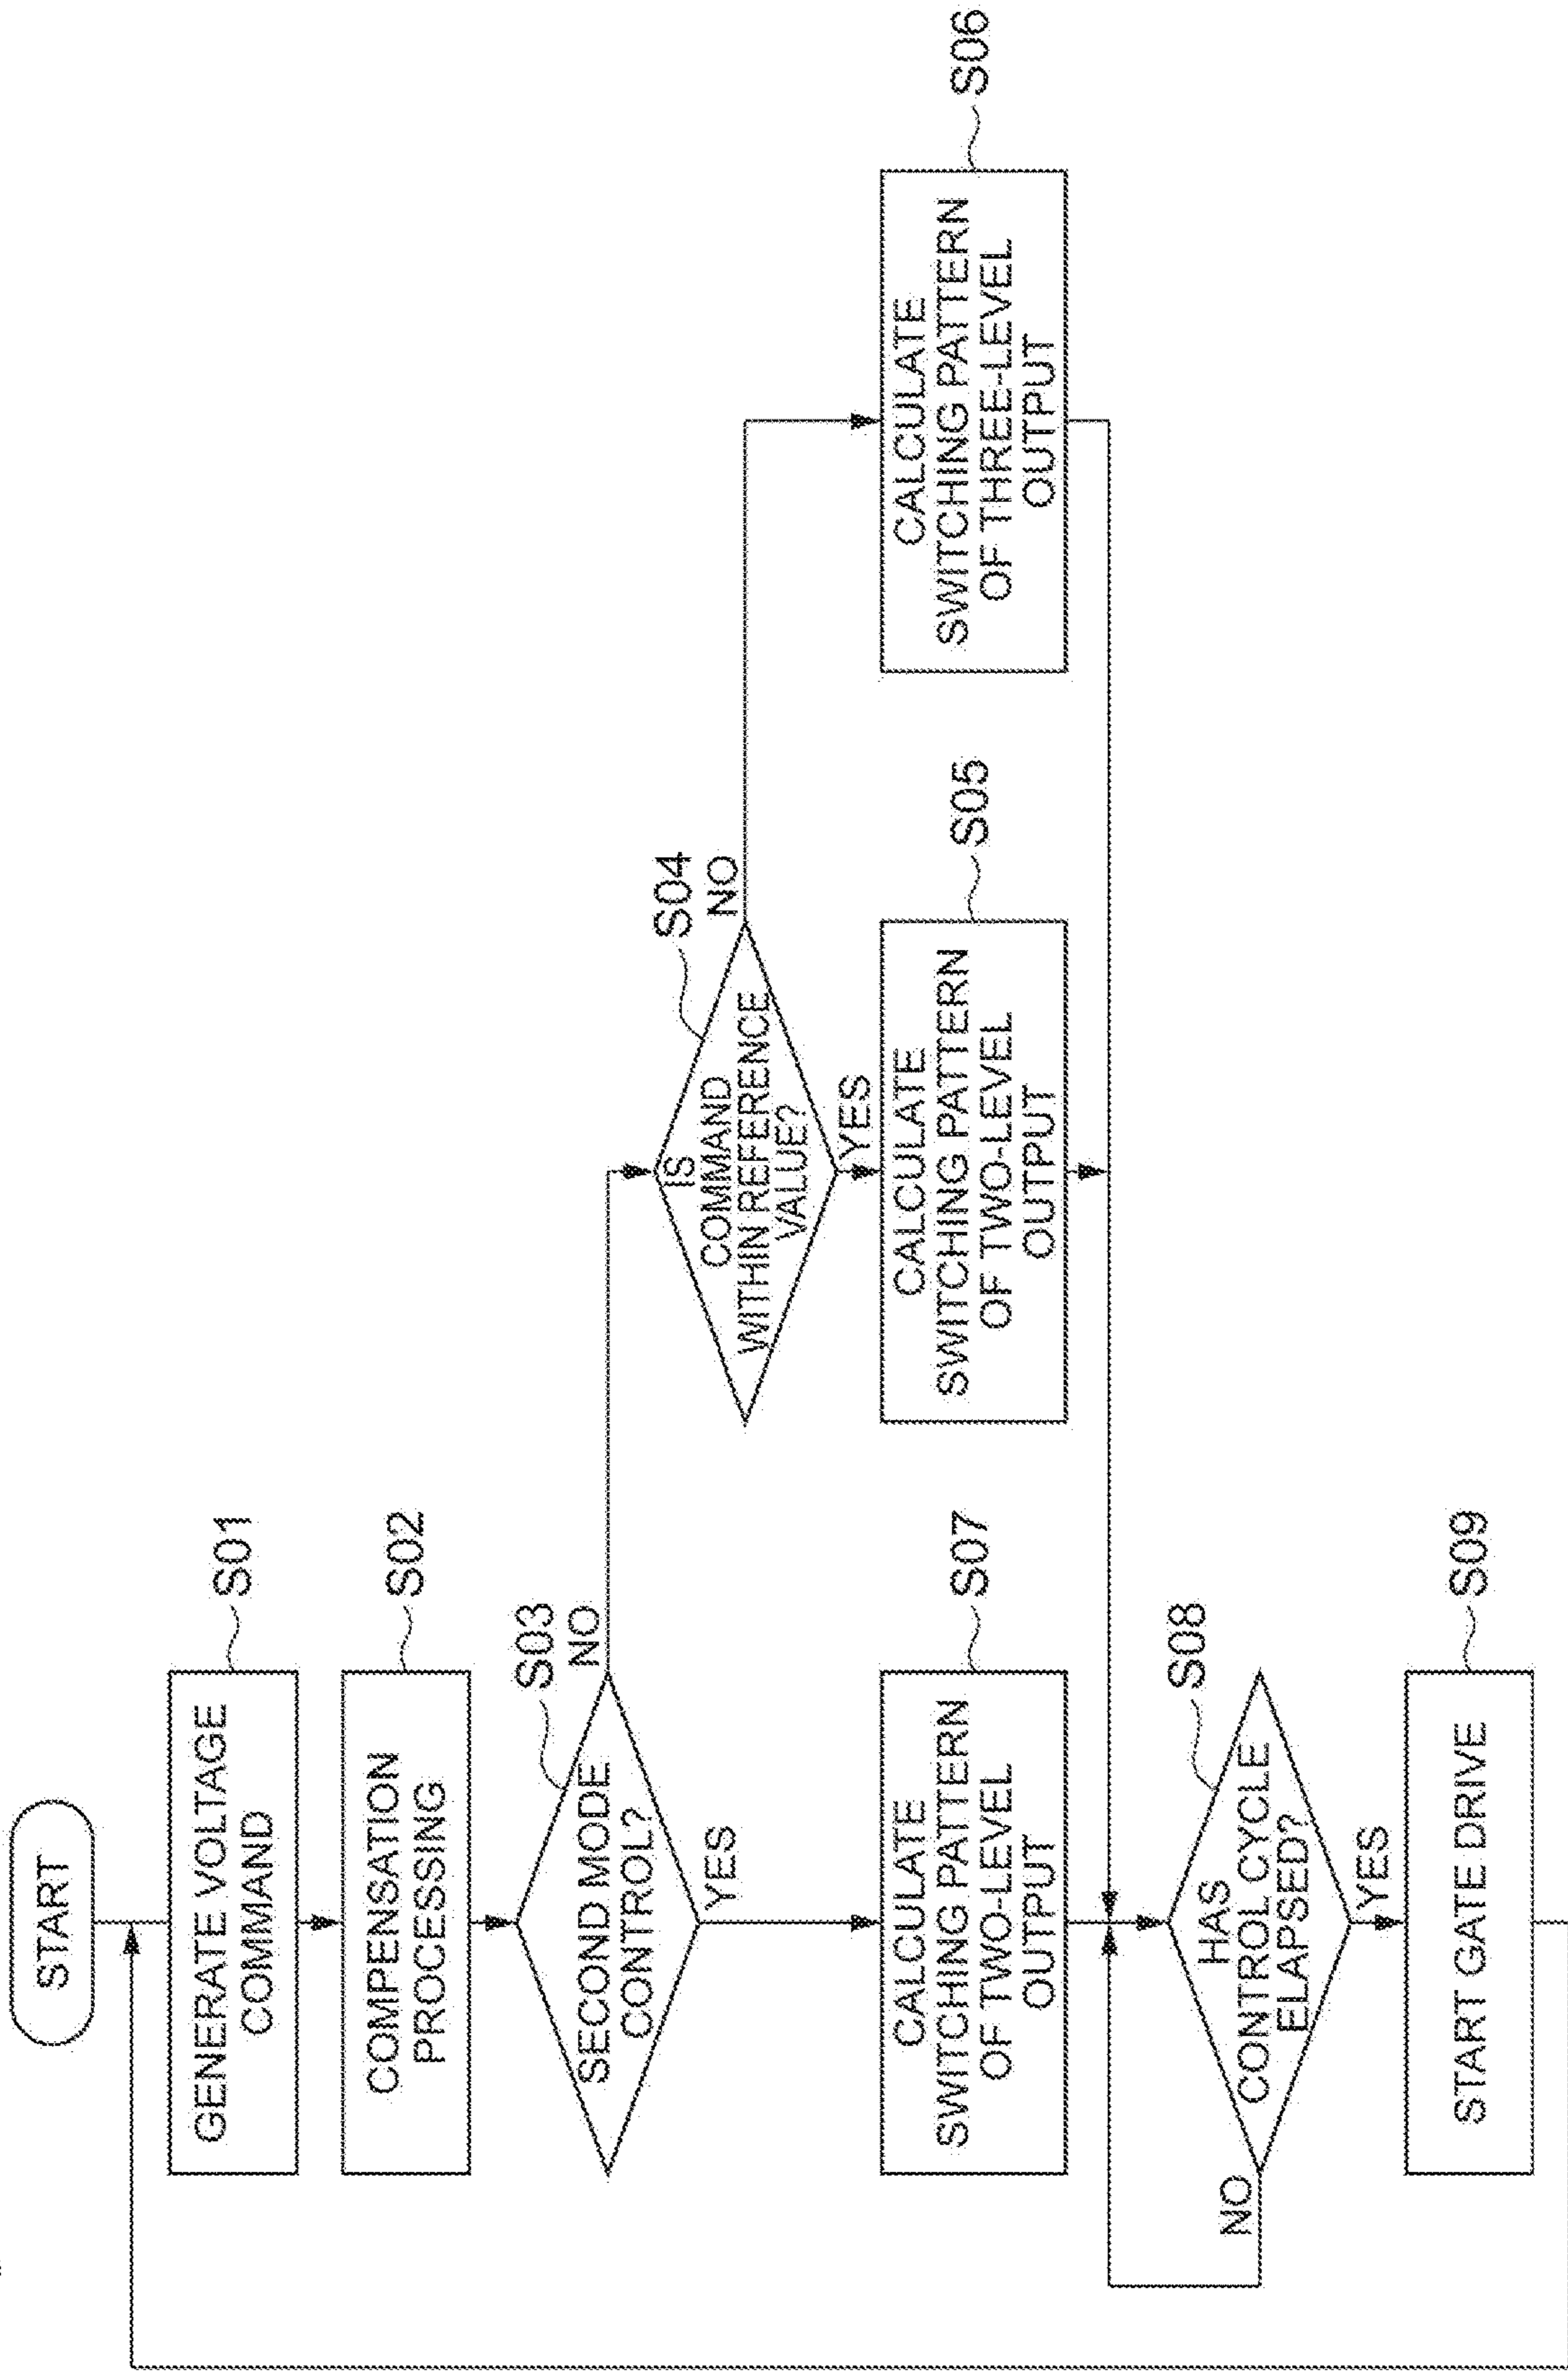 START
GENERATE VOLTAGE
COMMAND
S01
COMPENSATION
PROCESSING
S02
SECOND MODE
CONTROL?
S03
NO
YES
IS
COMMAND
WITHIN REFERENCE
VALUE?
S04
NO
YES
CALCULATE
SWITCHING PATTERN
OF TWO-LEVEL
OUTPUT
S07
CALCULATE
SWITCHING PATTERN
OF TWO-LEVEL
OUTPUT
S05
CALCULATE
SWITCHING PATTERN
OF THREE-LEVEL
OUTPUT
S06
HAS
CONTROL CYCLE
ELAPSED?
S08
NO
YES
START GATE DRIVE
S09